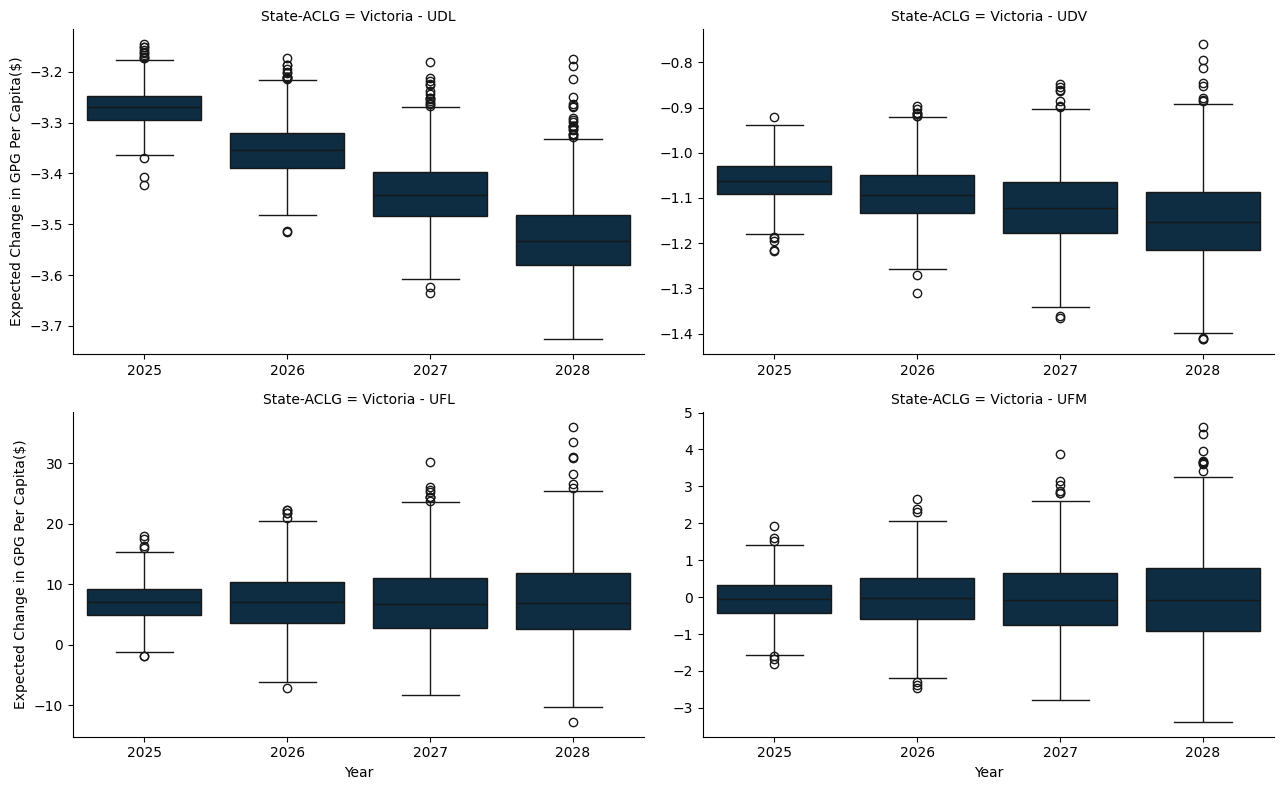 State-ACLG = Victoria - UDL
Expected Change in GPG Per Capita($)
−3.2
−3.3
−3.4
−3.5
−3.6
−3.7
2025 2026 2027 2028
State-ACLG = Victoria - UDV
−0.8
−0.9
−1.0
−1.1
−1.2
−1.3
−1.4
2025 2026 2027 2028
State-ACLG = Victoria - UFL
Expected Change in GPG Per Capita($)
30
20
10
0
−10
2025 2026 2027 2028
Year
State-ACLG = Victoria - UFM
5
4
3
2
1
0
−1
−2
−3
2025 2026 2027 2028
Year